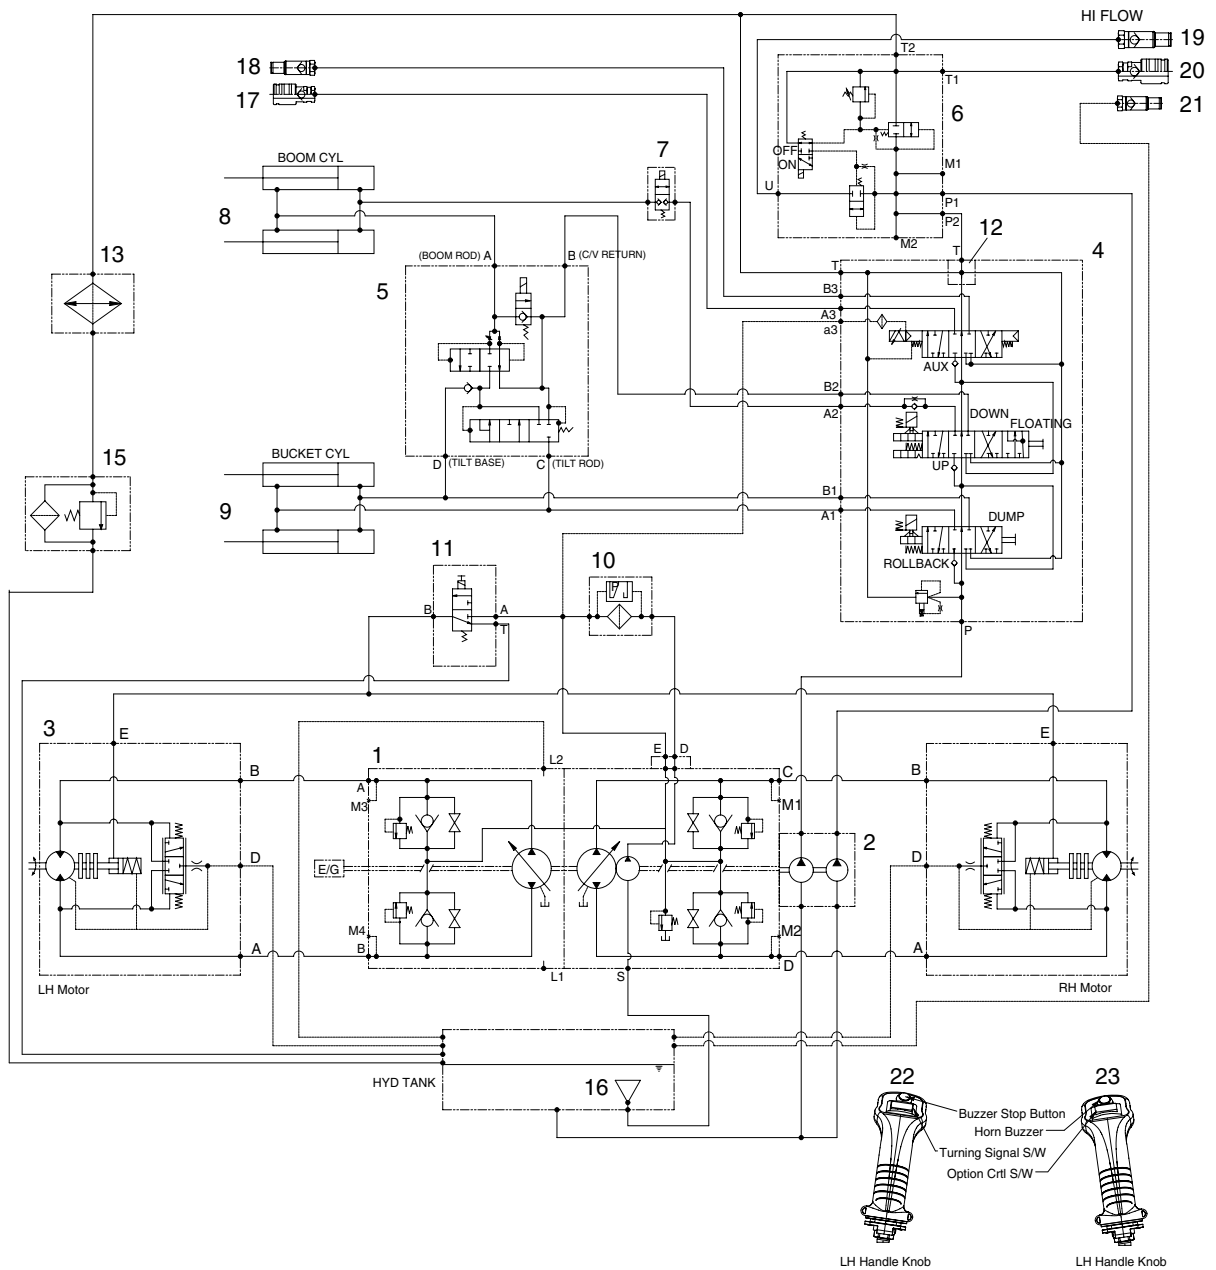 HI FLOW
19
T2
18
20
T1
17
21
6
OFF
ON
7
BOOM CYL
M1
U
P1
8
P2
M2
12
13
(BOOM ROD) A
B (C/V RETURN)
T
4
T
5
B3
A3
a3
AUX
B2
DOWN
A2
FLOATING
15
BUCKET CYL
D (TILT BASE)
C (TILT ROD)
UP
B1
9
A1
DUMP
11
10
ROLLBACK
B
A
P
T
P
3
E
1
L2
E
D
E
B
A
C
B
M3
M1
2
D
E/G
D
M4
M2
A
B
L1
S
D
A
LH Motor
RH Motor
HYD TANK
16
22
23
Buzzer Stop Button
Horn Buzzer
Turning Signal S/W
Option Crtl S/W
LH Handle Knob
LH Handle Knob